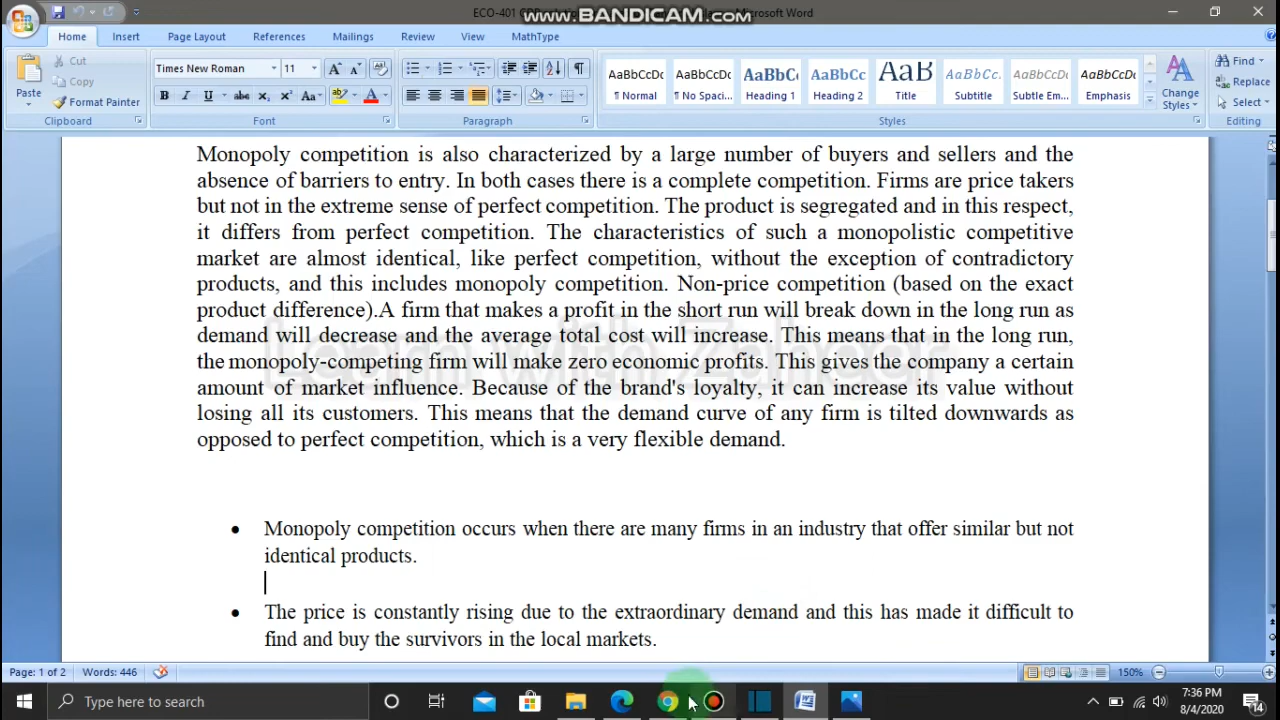 ECO-401
www.BANDICAM.com
Microsoft Word
Home Insert Page Layout References Mailings Review View MathType
Cut
Copy
Format Painter
Paste
Times New Roman 11
AaBbCcDc AaBbCcDc AaBbC AaBbCc AaB AaBbCc. AaBbCcDc AaBbCcDc
¶ Normal ¶ No Spaci... Heading 1 Heading 2 Title Subtitle Subtle Em... Emphasis
Change Styles
Find
Replace
Select
Clipboard Font Paragraph Styles Editing
Monopoly competition is also characterized by a large number of buyers and sellers and the
absence of barriers to entry. In both cases there is a complete competition. Firms are price takers
but not in the extreme sense of perfect competition. The product is segregated and in this respect,
it differs from perfect competition. The characteristics of such a monopolistic competitive
market are almost identical, like perfect competition, without the exception of contradictory
products, and this includes monopoly competition. Non-price competition (based on the exact
product difference).A firm that makes a profit in the short run will break down in the long run as
demand will decrease and the average total cost will increase. This means that in the long run,
the monopoly-competing firm will make zero economic profits. This gives the company a certain
amount of market influence. Because of the brand's loyalty, it can increase its value without
losing all its customers. This means that the demand curve of any firm is tilted downwards as
opposed to perfect competition, which is a very flexible demand.
Learn with Zaheer
• Monopoly competition occurs when there are many firms in an industry that offer similar but not
identical products.
• The price is constantly rising due to the extraordinary demand and this has made it difficult to
find and buy the survivors in the local markets.
Page: 1 of 2 Words: 446 150%
Type here to search
7:36 PM
8/4/2020
14